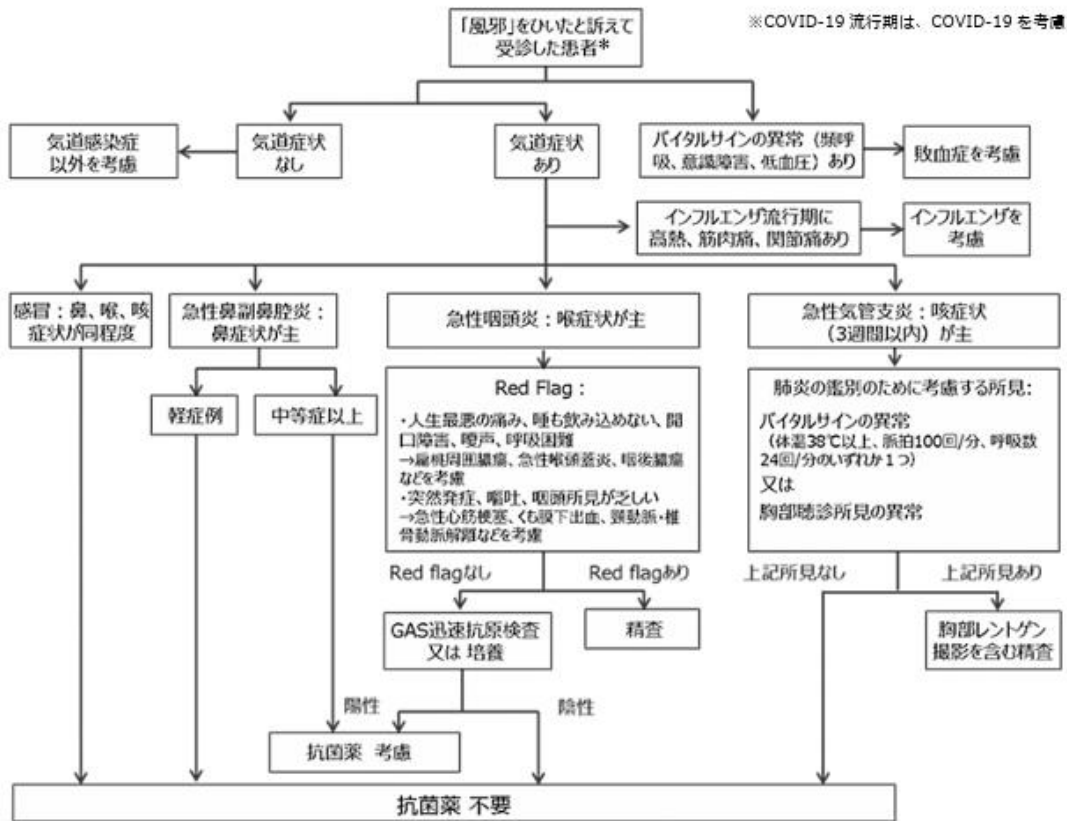 ※COVID-19 流行期は、COVID-19 を考慮
「風邪」をひいたと訴えて
受診した患者*
気道感染症
以外を考慮
気道症状
なし
気道症状
あり
バイタルサインの異常（頻呼
吸、意識障害、低血圧）あり
敗血症を考慮
インフルエンザ流行期に
高熱、筋肉痛、関節痛あり
インフルエンザを
考慮
感冒：鼻、喉、咳
症状が同程度
急性鼻副鼻腔炎：
鼻症状が主
急性咽頭炎：喉症状が主
急性気管支炎：咳症状
（3週間以内）が主
軽症例
中等症以上
Red Flag：
・人生最悪の痛み、唾も飲み込めない、開
口障害、嗄声、呼吸困難
→扁桃周囲膿瘍、急性喉頭蓋炎、咽後膿瘍
などを考慮
・突然発症、嘔吐、咽頭所見が乏しい
→急性心筋梗塞、くも膜下出血、頸動脈・椎
骨動脈解離などを考慮
肺炎の鑑別のために考慮する所見：
バイタルサインの異常
（体温38℃以上、脈拍100回/分、呼吸数
24回/分のいずれか１つ）
又は
胸部聴診所見の異常
Red flagなし
Red flagあり
上記所見なし
上記所見あり
GAS迅速抗原検査
又は 培養
精査
胸部レントゲン
撮影を含む精査
陽性
陰性
抗菌薬 考慮
抗菌薬 不要